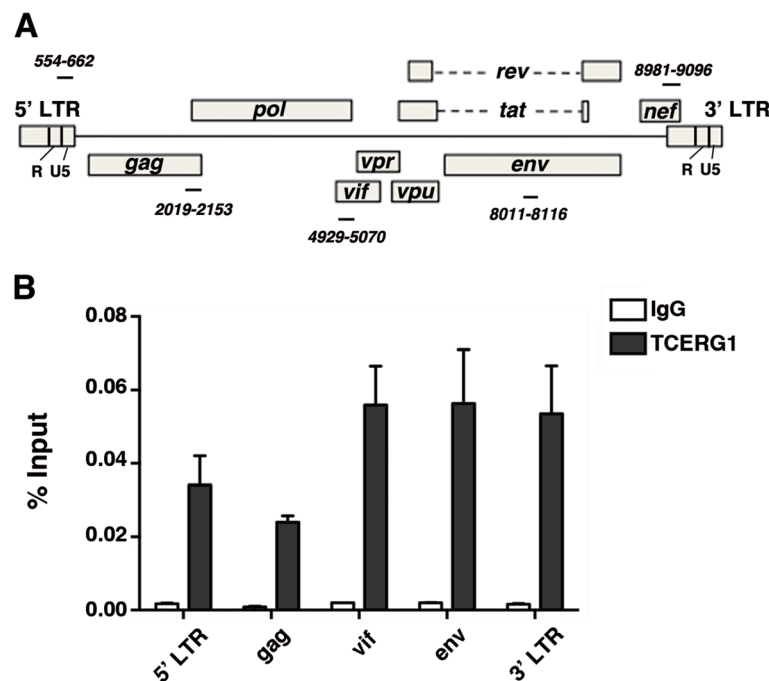 A
554-662
rev
8981-9096
5' LTR
pol
tat
nef
3' LTR
gag
vpr
env
R U5
R U5
vif
vpu
2019-2153
8011-8116
4929-5070
B
% Input
0.08
0.06
0.04
0.02
0.00
5' LTR
gag
vif
env
3' LTR
IgG
TCERG1